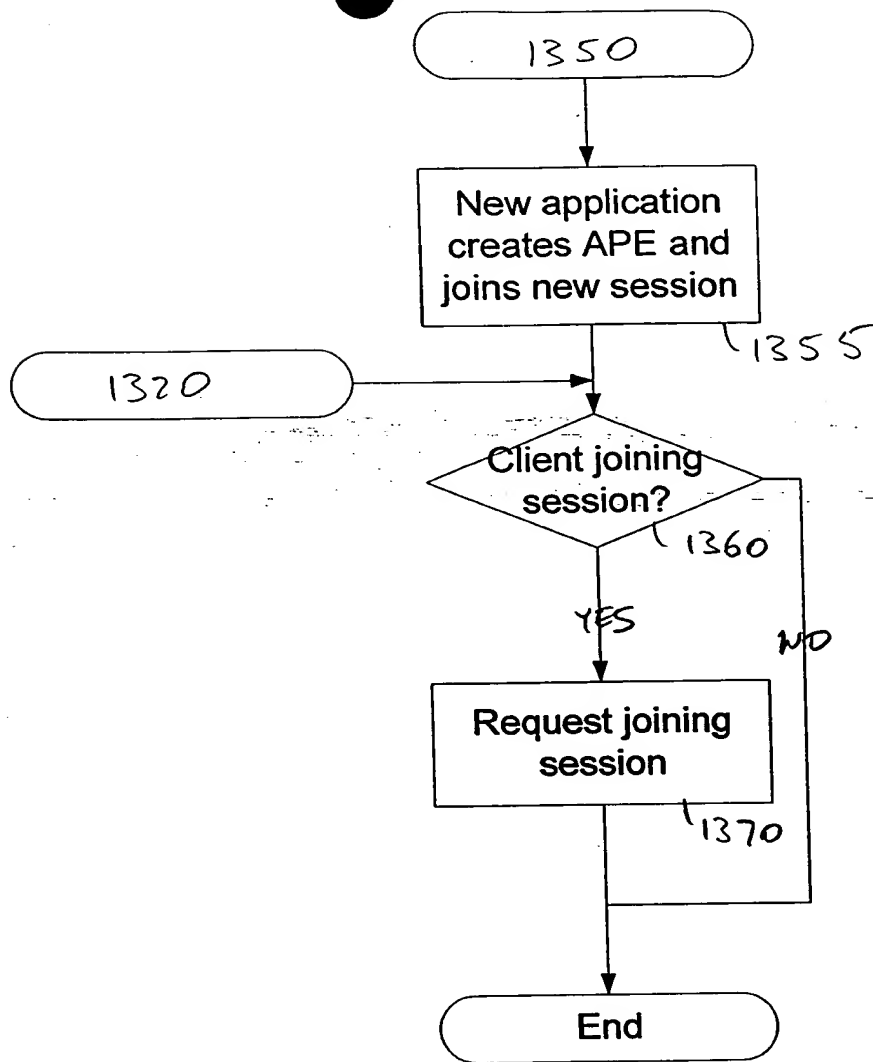 1350
New application
creates APE and
joins new session
1355
1320
Client joining
session?
1360
YES
NO
Request joining
session
1370
End